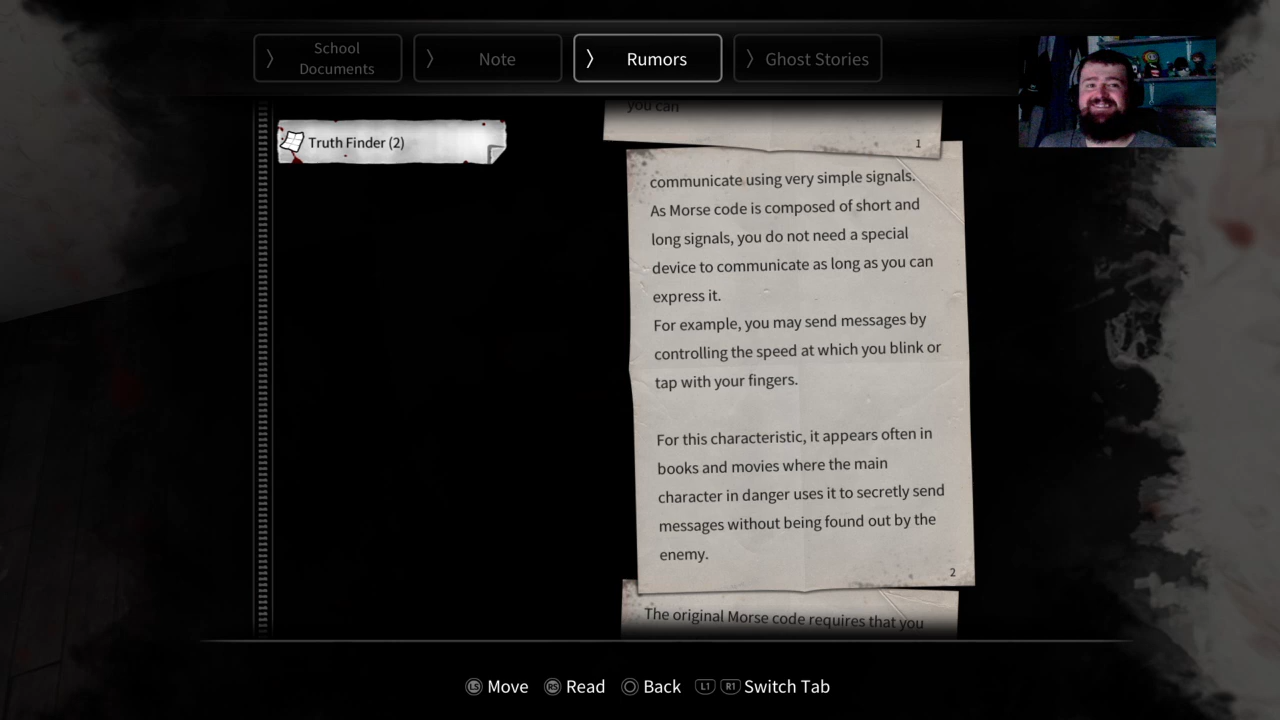 School
Documents
Note
Rumors
Ghost Stories
Truth Finder (2)
you can
1
communicate using very simple signals.
As Morse code is composed of short and
long signals, you do not need a special
device to communicate as long as you can
express it.
For example, you may send messages by
controlling the speed at which you blink or
tap with your fingers.
For this characteristic, it appears often in
books and movies where the main
character in danger uses it to secretly send
messages without being found out by the
enemy.
2
The original Morse code requires that you
LS Move RS Read Back L1 R1 Switch Tab